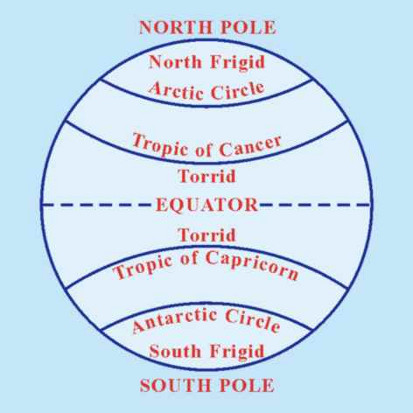 NORTH POLE
North Frigid
Arctic Circle
Tropic of Cancer
Torrid
EQUATOR
Torrid
Tropic of Capricorn
Antarctic Circle
South Frigid
SOUTH POLE